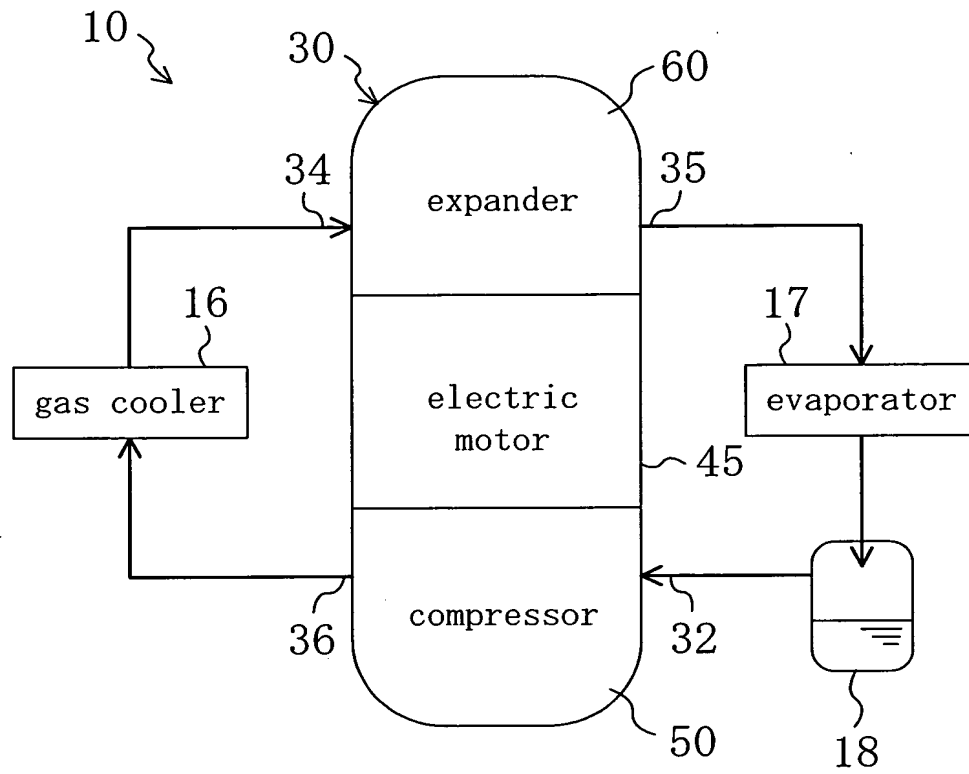 10
30
60
34
35
expander
16
17
gas cooler
electric
motor
evaporator
45
36
compressor
32
50
18